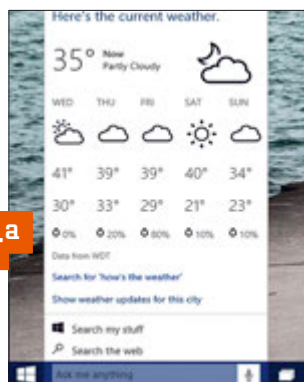 Here's the current weather.
35° Now
Partly Cloudy
WED THU FRI SAT SUN
41° 39° 39° 40° 34°
30° 33° 29° 21° 23°
0% 20% 80% 10% 10%
a
Data from WDT
Search for 'how's the weather'
Show weather updates for this city
Search my stuff
Search the web
Ask me anything